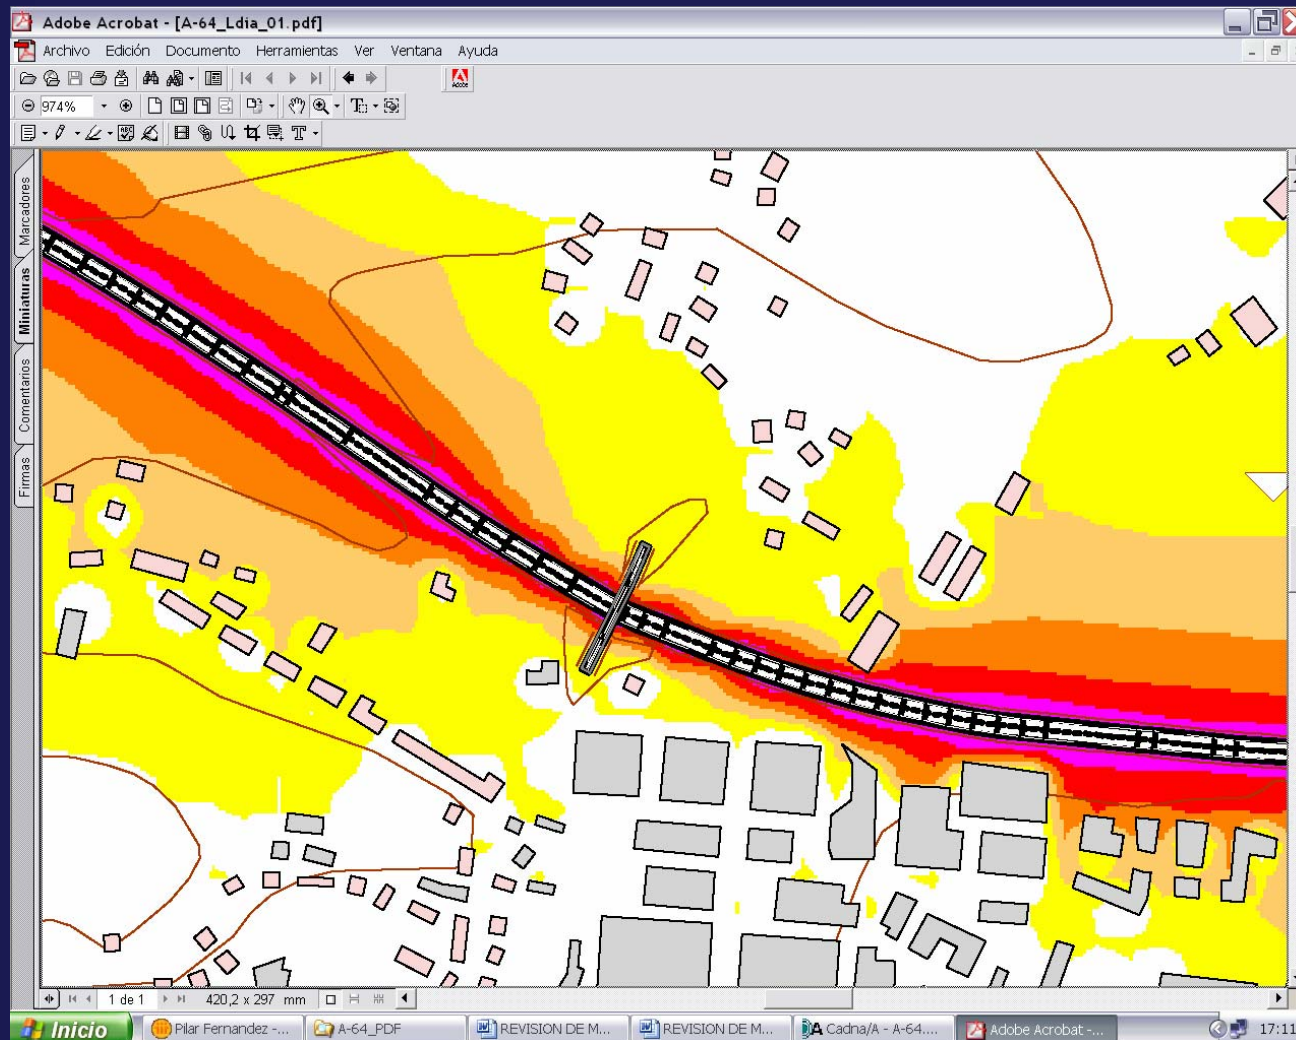 Adobe Acrobat - [A-64_Ldia_01.pdf]
Archivo Edición Documento Herramientas Ver Ventana Ayuda
Adobe
974%
Marcadores
Miniaturas
Comentarios
Firmas
1 de 1 420,2 x 297 mm
Inicio Pilar Fernandez -... A-64_PDF REVISION DE M... REVISION DE M... Cadna/A - A-64.... Adobe Acrobat -... 17:11